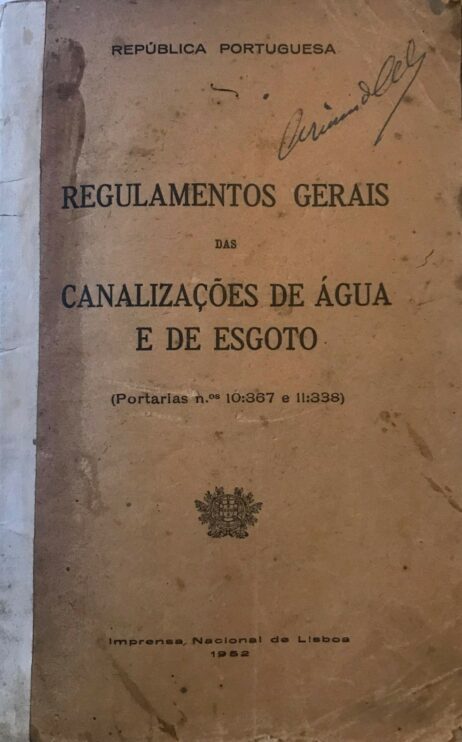 REPÚBLICA PORTUGUESA
REGULAMENTOS GERAIS
DAS
CANALIZAÇÕES DE ÁGUA
E DE ESGOTO
(Portarias n.ºˢ 10:367 e 11:338)
Imprensa Nacional de Lisboa
1952